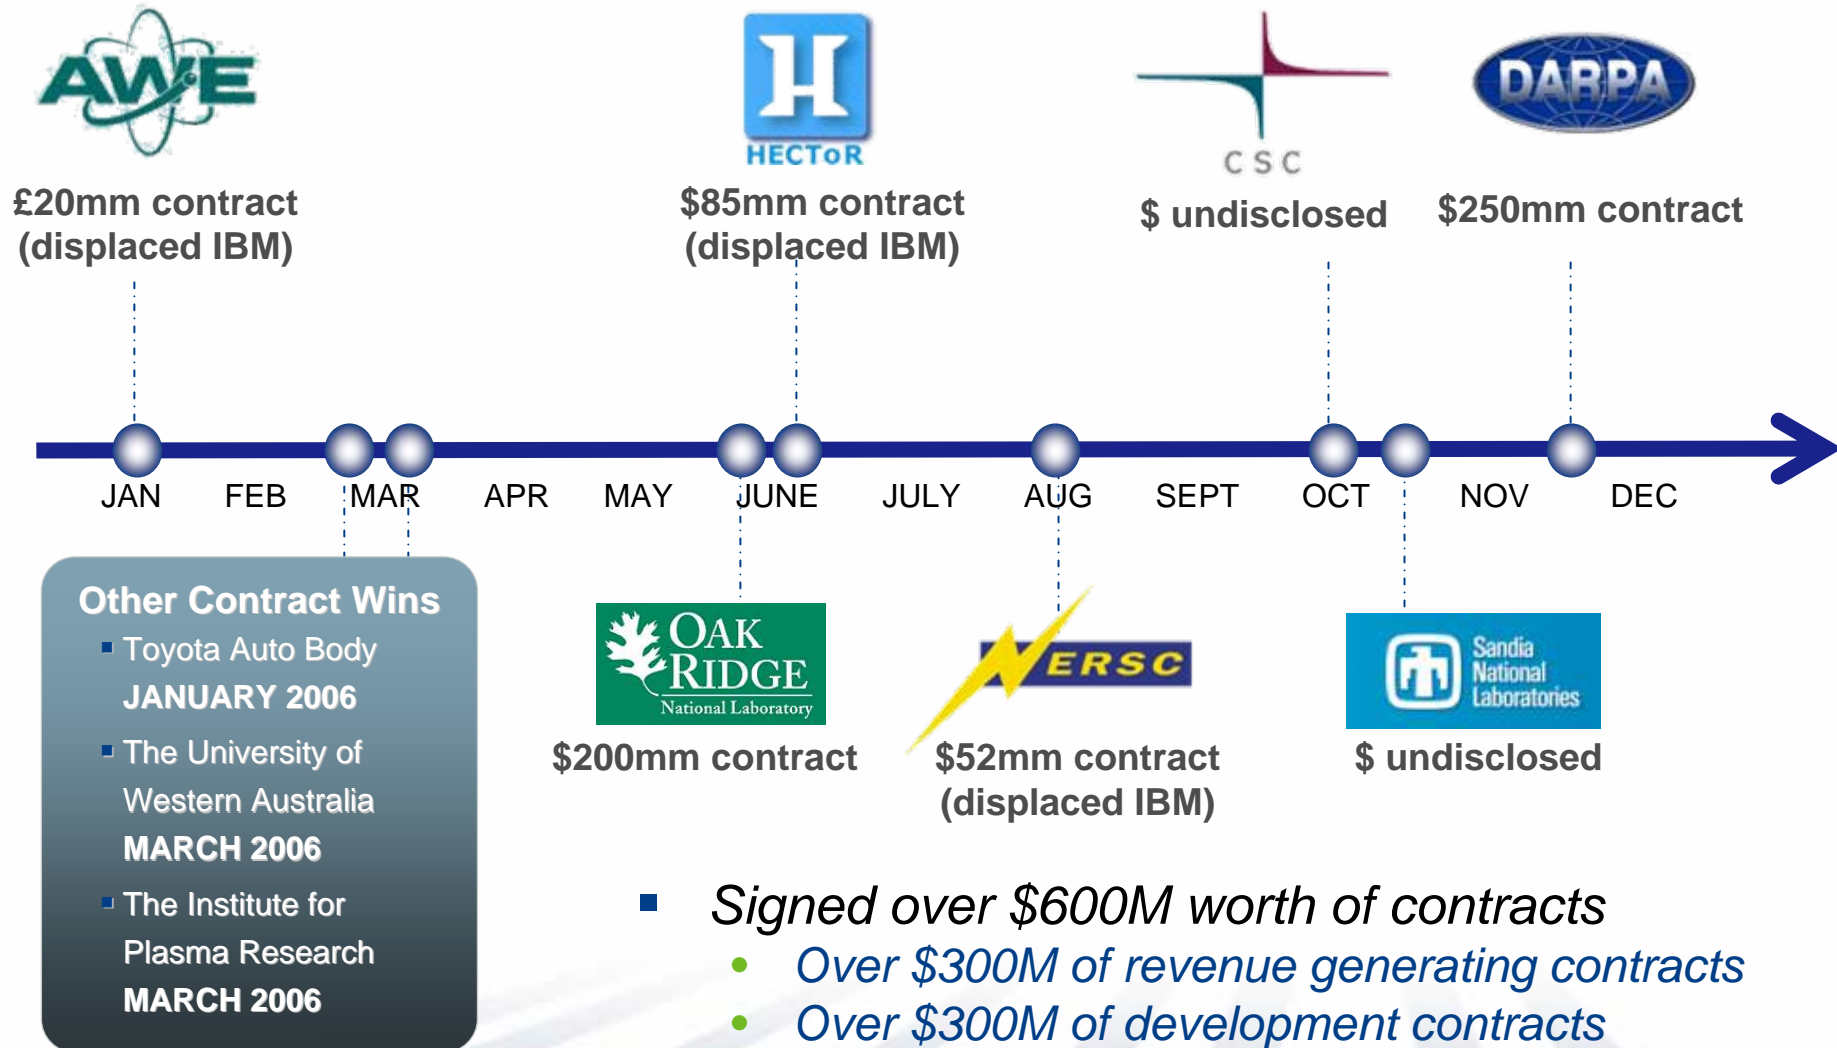 AWE
HECToR
CSC
DARPA
£20mm contract
(displaced IBM)
$85mm contract
(displaced IBM)
$ undisclosed
$250mm contract
JAN FEB MAR APR MAY JUNE JULY AUG SEPT OCT NOV DEC
Other Contract Wins
▪ Toyota Auto Body
JANUARY 2006
▪ The University of
Western Australia
MARCH 2006
▪ The Institute for
Plasma Research
MARCH 2006
OAK
RIDGE
National Laboratory
$200mm contract
NERSC
$52mm contract
(displaced IBM)
Sandia
National
Laboratories
$ undisclosed
▪ Signed over $600M worth of contracts
• Over $300M of revenue generating contracts
• Over $300M of development contracts